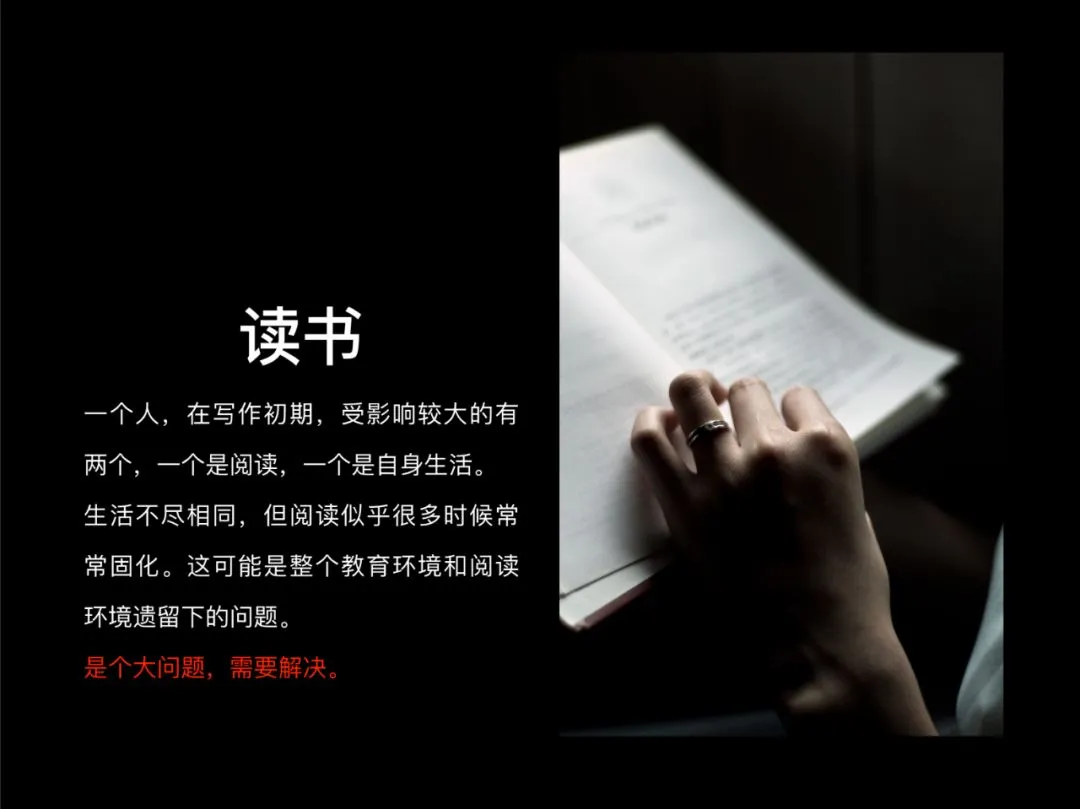 读书
一个人，在写作初期，受影响较大的有
两个，一个是阅读，一个是自身生活。
生活不尽相同，但阅读似乎很多时候常
常固化。这可能是整个教育环境和阅读
环境遗留下的问题。
是个大问题，需要解决。